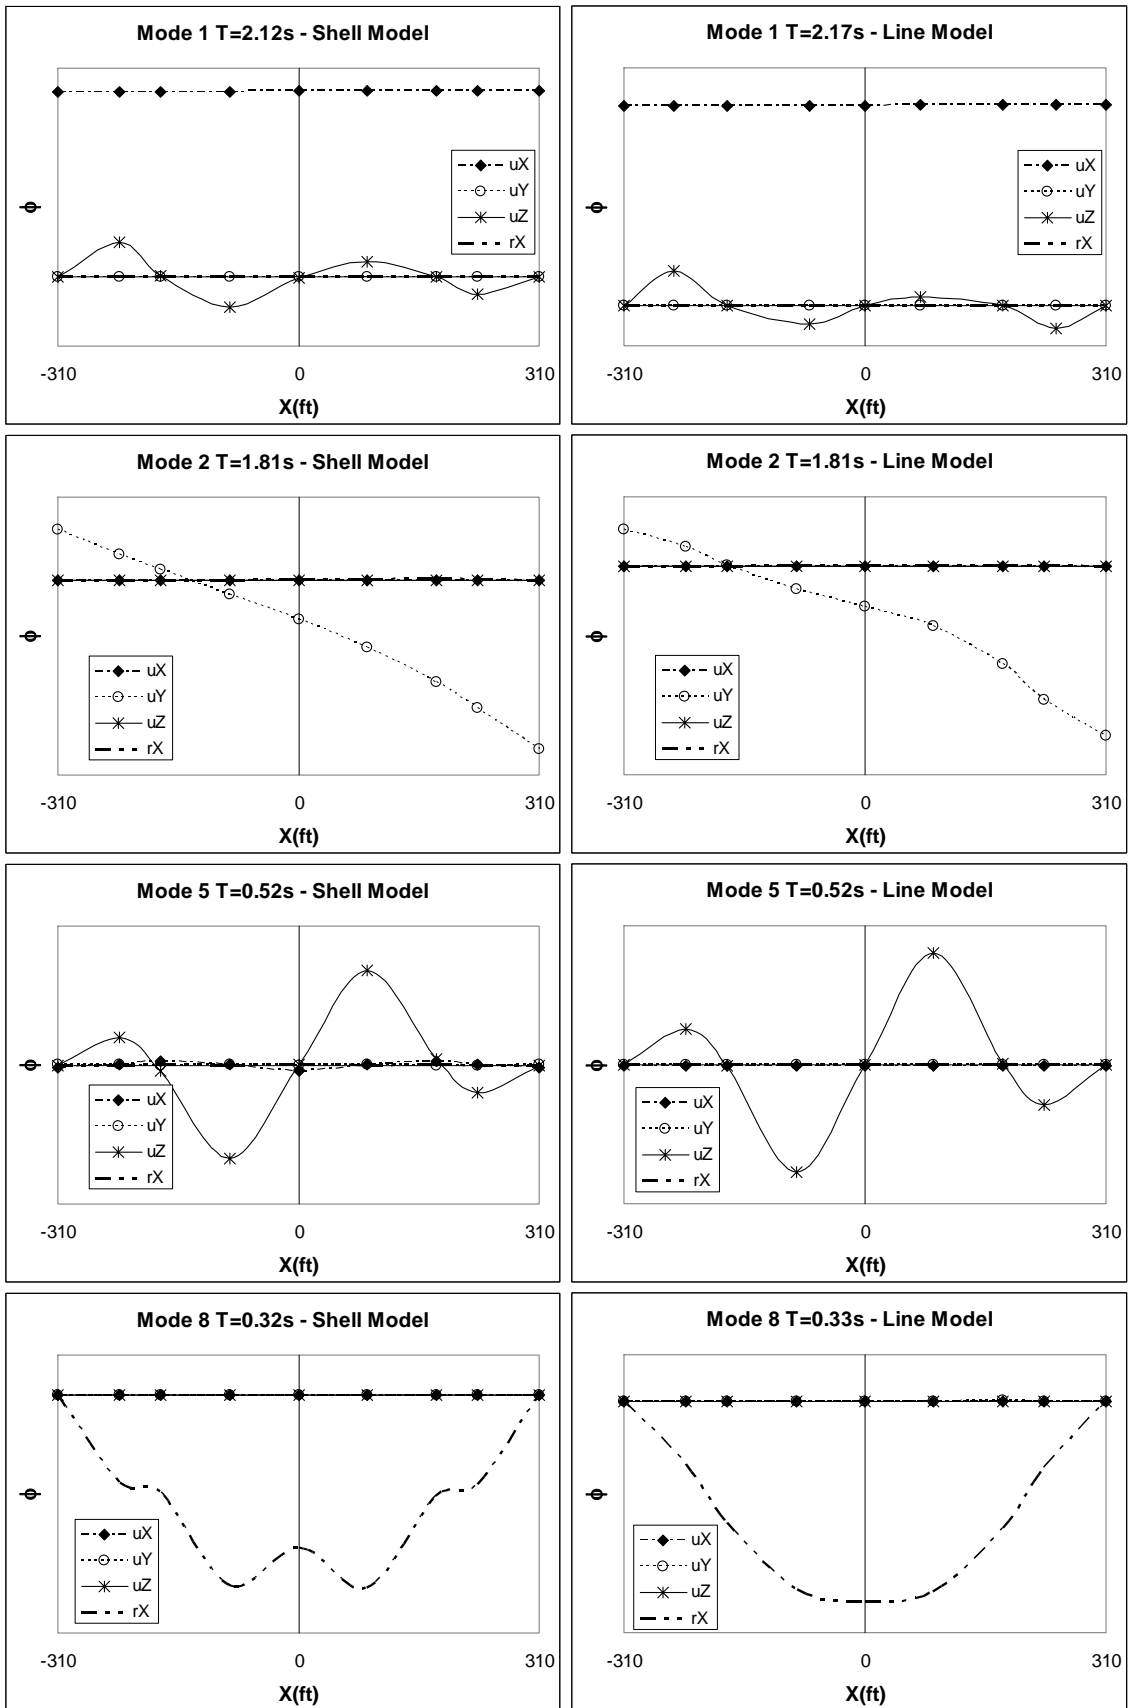 Mode 1 T=2.12s - Shell Model
uX
uY
uZ
rX
ϕ
-310 0 310
X(ft)
Mode 1 T=2.17s - Line Model
uX
uY
uZ
rX
ϕ
-310 0 310
X(ft)
Mode 2 T=1.81s - Shell Model
ϕ
uX
uY
uZ
rX
-310 0 310
X(ft)
Mode 2 T=1.81s - Line Model
ϕ
uX
uY
uZ
rX
-310 0 310
X(ft)
Mode 5 T=0.52s - Shell Model
ϕ
uX
uY
uZ
rX
-310 0 310
X(ft)
Mode 5 T=0.52s - Line Model
ϕ
uX
uY
uZ
rX
-310 0 310
X(ft)
Mode 8 T=0.32s - Shell Model
ϕ
uX
uY
uZ
rX
-310 0 310
X(ft)
Mode 8 T=0.33s - Line Model
ϕ
uX
uY
uZ
rX
-310 0 310
X(ft)